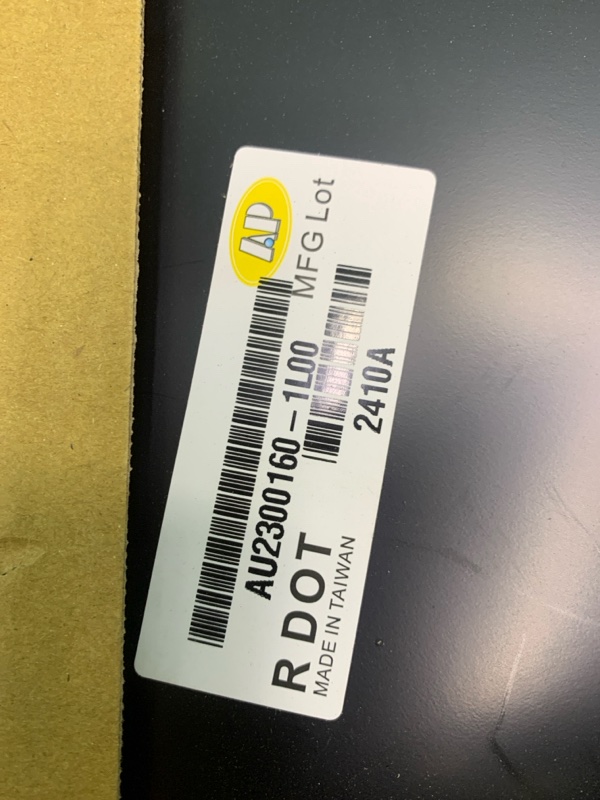 AP
AU2300160-1L00
R DOT
MFG Lot
MADE IN TAIWAN
2410A